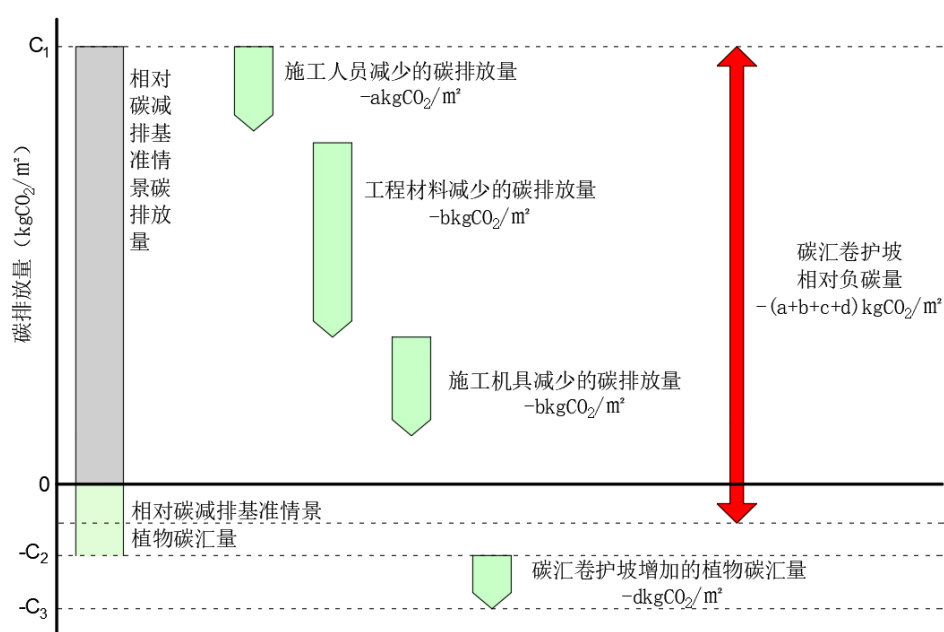 C₁
相对
碳减
排基
准情
景碳
排放
量
施工人员减少的碳排放量
-akgCO₂/m²
工程材料减少的碳排放量
-bkgCO₂/m²
碳排放量（kgCO₂/m²）
碳汇卷护坡
相对负碳量
-(a+b+c+d)kgCO₂/m²
施工机具减少的碳排放量
-bkgCO₂/m²
0
相对碳减排基准情景
植物碳汇量
-C₂
碳汇卷护坡增加的植物碳汇量
-dkgCO₂/m²
-C₃